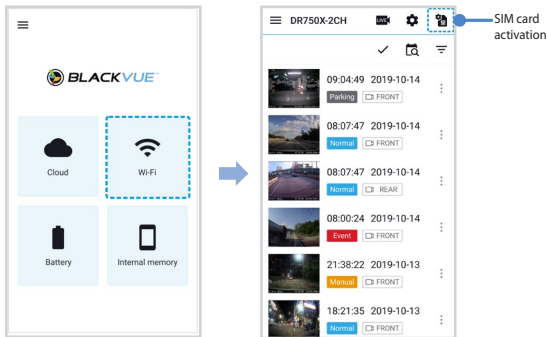 BLACKVUE
Cloud
Wi-Fi
Battery
Internal memory
DR750X-2CH
LIVE
SIM card
activation
09:04:49 2019-10-14
Parking FRONT
08:07:47 2019-10-14
Normal FRONT
08:07:47 2019-10-14
Normal REAR
08:00:24 2019-10-14
Event FRONT
21:38:22 2019-10-13
Manual FRONT
18:21:35 2019-10-13
Normal FRONT